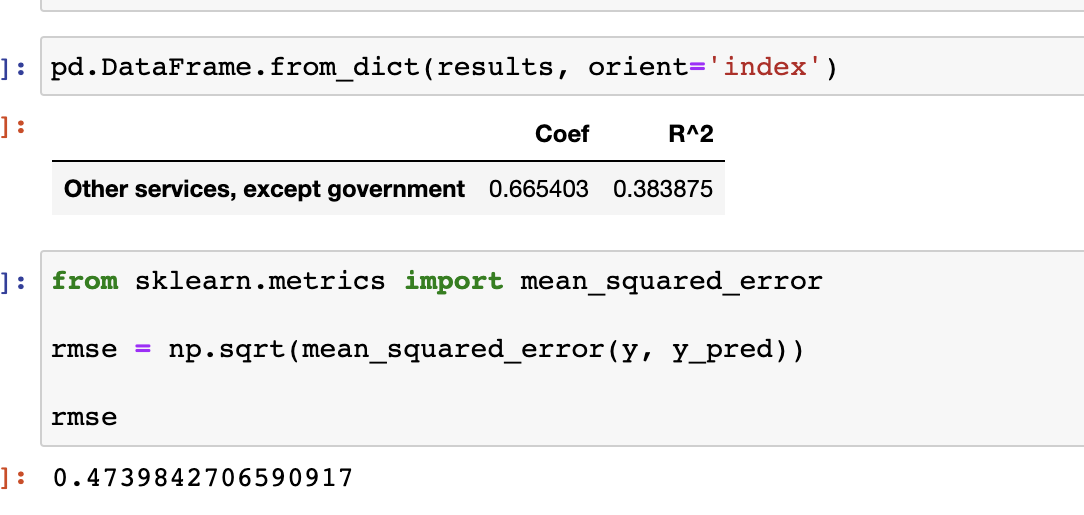 ]: pd.DataFrame.from_dict(results, orient='index')
]:
Coef R^2
Other services, except government 0.665403 0.383875
]: from sklearn.metrics import mean_squared_error
rmse = np.sqrt(mean_squared_error(y, y_pred))
rmse
]: 0.4739842706590917